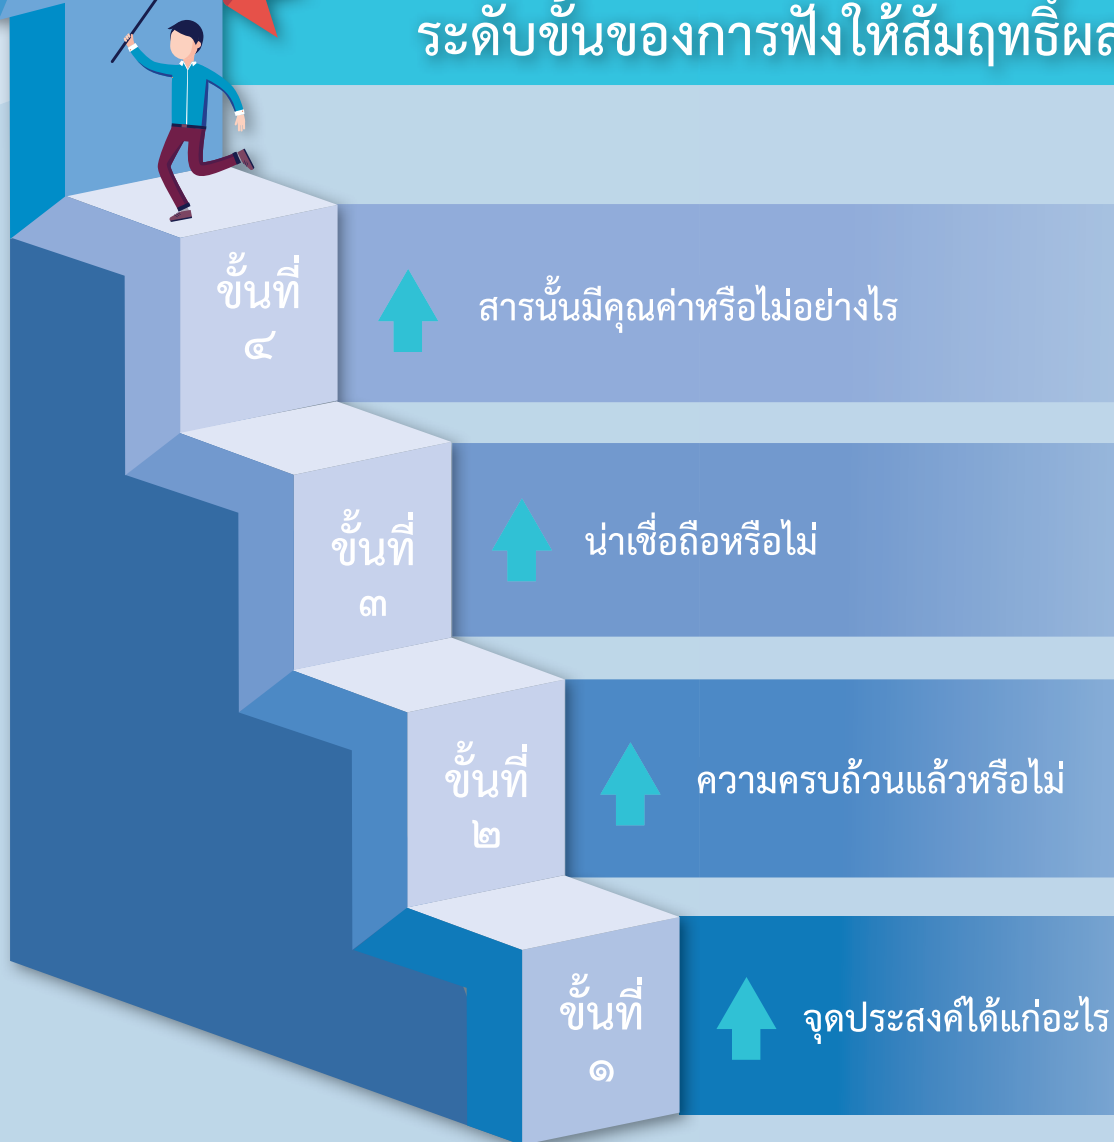 ระดับขั้นของการฟังให้สัมฤทธิ์ผล
ขั้นที่
๔
สารนั้นมีคุณค่าหรือไม่อย่างไร
ขั้นที่
๓
น่าเชื่อถือหรือไม่
ขั้นที่
๒
ความครบถ้วนแล้วหรือไม่
ขั้นที่
๑
จุดประสงค์ได้แก่อะไร